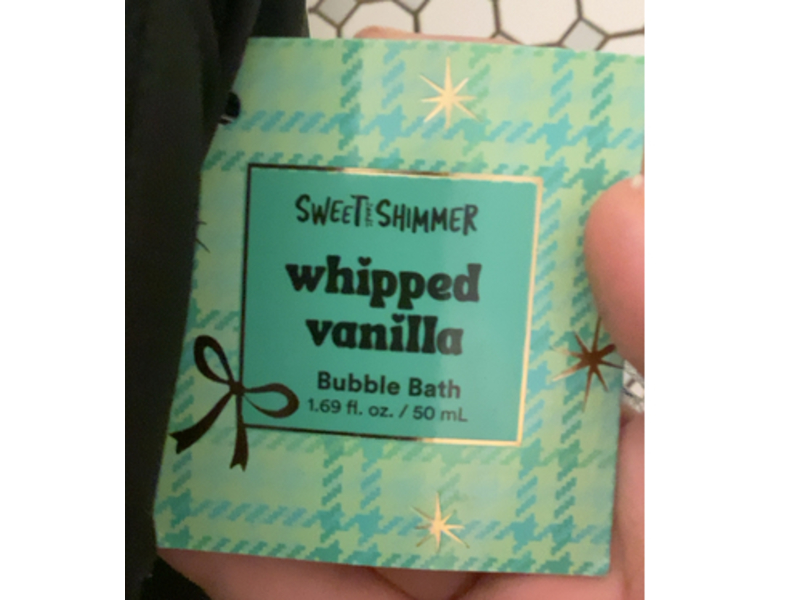 SWEET & SHIMMER
whipped
vanilla
Bubble Bath
1.69 fl. oz. / 50 mL